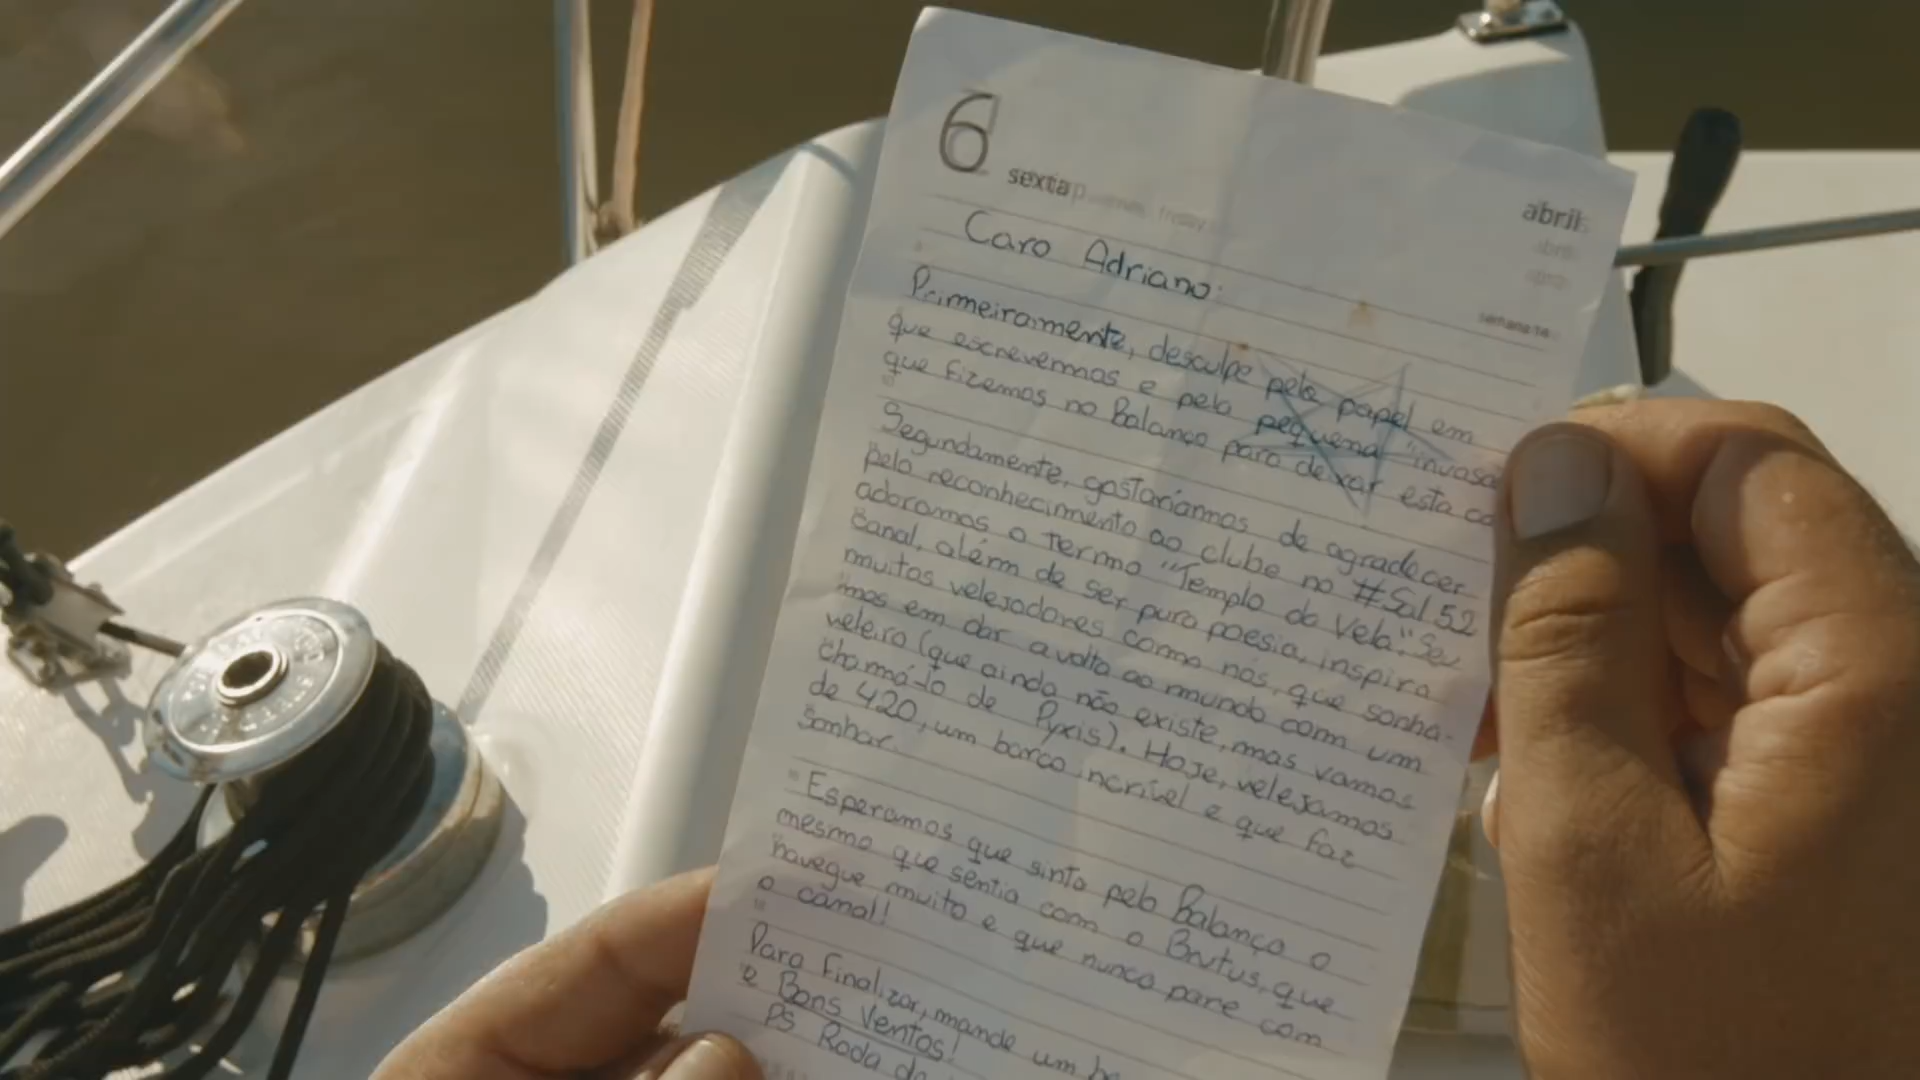 6
sexta
abril
semana 14
Caro Adriano:
Primeiramente, desculpe pelo papel em
que escrevemos e pela pequena "invasã
que fizemos no Balanço para deixar esta ca
Segundamente, gostaríamos de agradecer
pelo reconhecimento ao clube no #Sal 52
adoramos o termo "Templo da Vela". Seu
canal, além de ser pura poesia, inspira
muitos velejadores como nós, que sonha-
mos em dar a volta ao mundo com um
veleiro (que ainda não existe, mas vamos
chamá-lo de Pyxis). Hoje, velejamos
de 420, um barco incrível e que faz
sonhar.
Esperamos que sinta pelo Balanço o
mesmo que sentia com o Brutus, que
navegue muito e que nunca pare com
o canal!
Para finalizar, mande um
e Bons Ventos!
PS Roda